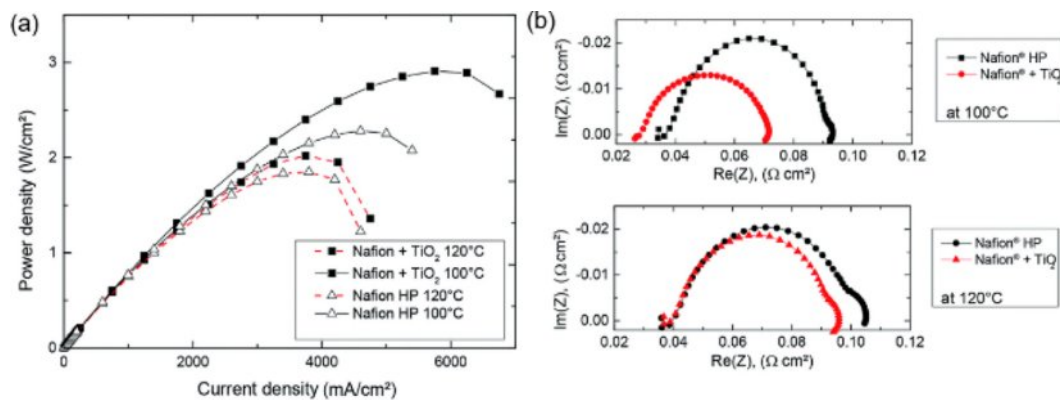 (a)
Power density (W/cm²)
3
2
1
0
0
2000
4000
6000
Current density (mA/cm²)
Nafion + TiO₂ 120°C
Nafion + TiO₂ 100°C
Nafion HP 120°C
Nafion HP 100°C
(b)
Im(Z), (Ω cm²)
-0.02
-0.01
0.00
0.02 0.04 0.06 0.08 0.10 0.12
Re(Z), (Ω cm²)
Nafion® HP
Nafion® + TiO₂
at 100°C
Im(Z), (Ω cm²)
-0.02
-0.01
0.00
0.02 0.04 0.06 0.08 0.10 0.12
Re(Z), (Ω cm²)
Nafion® HP
Nafion® + TiO₂
at 120°C